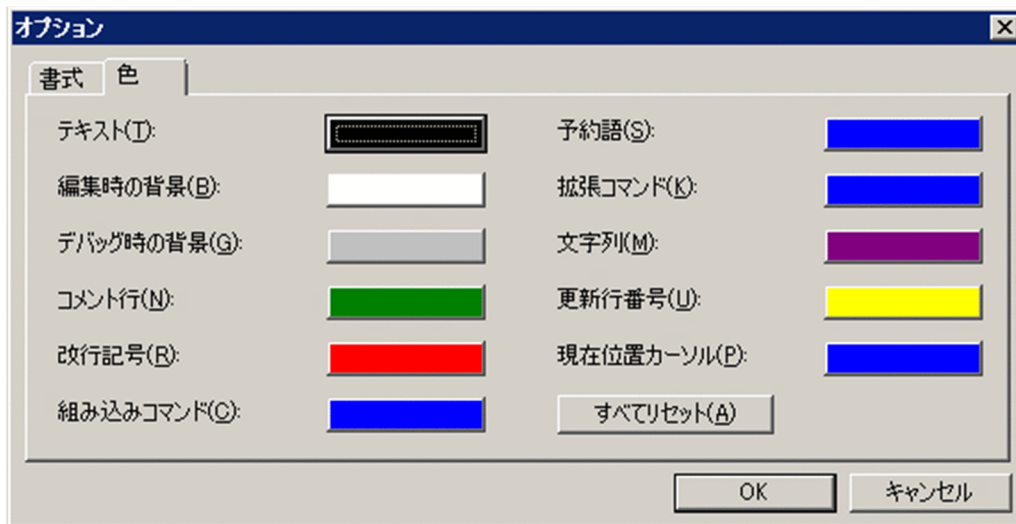 オプション
書式 色
テキスト(T):
編集時の背景(B):
デバッグ時の背景(G):
コメント行(N):
改行記号(R):
組み込みコマンド(C):
予約語(S):
拡張コマンド(K):
文字列(M):
更新行番号(U):
現在位置カーソル(P):
すべてリセット(A)
OK キャンセル